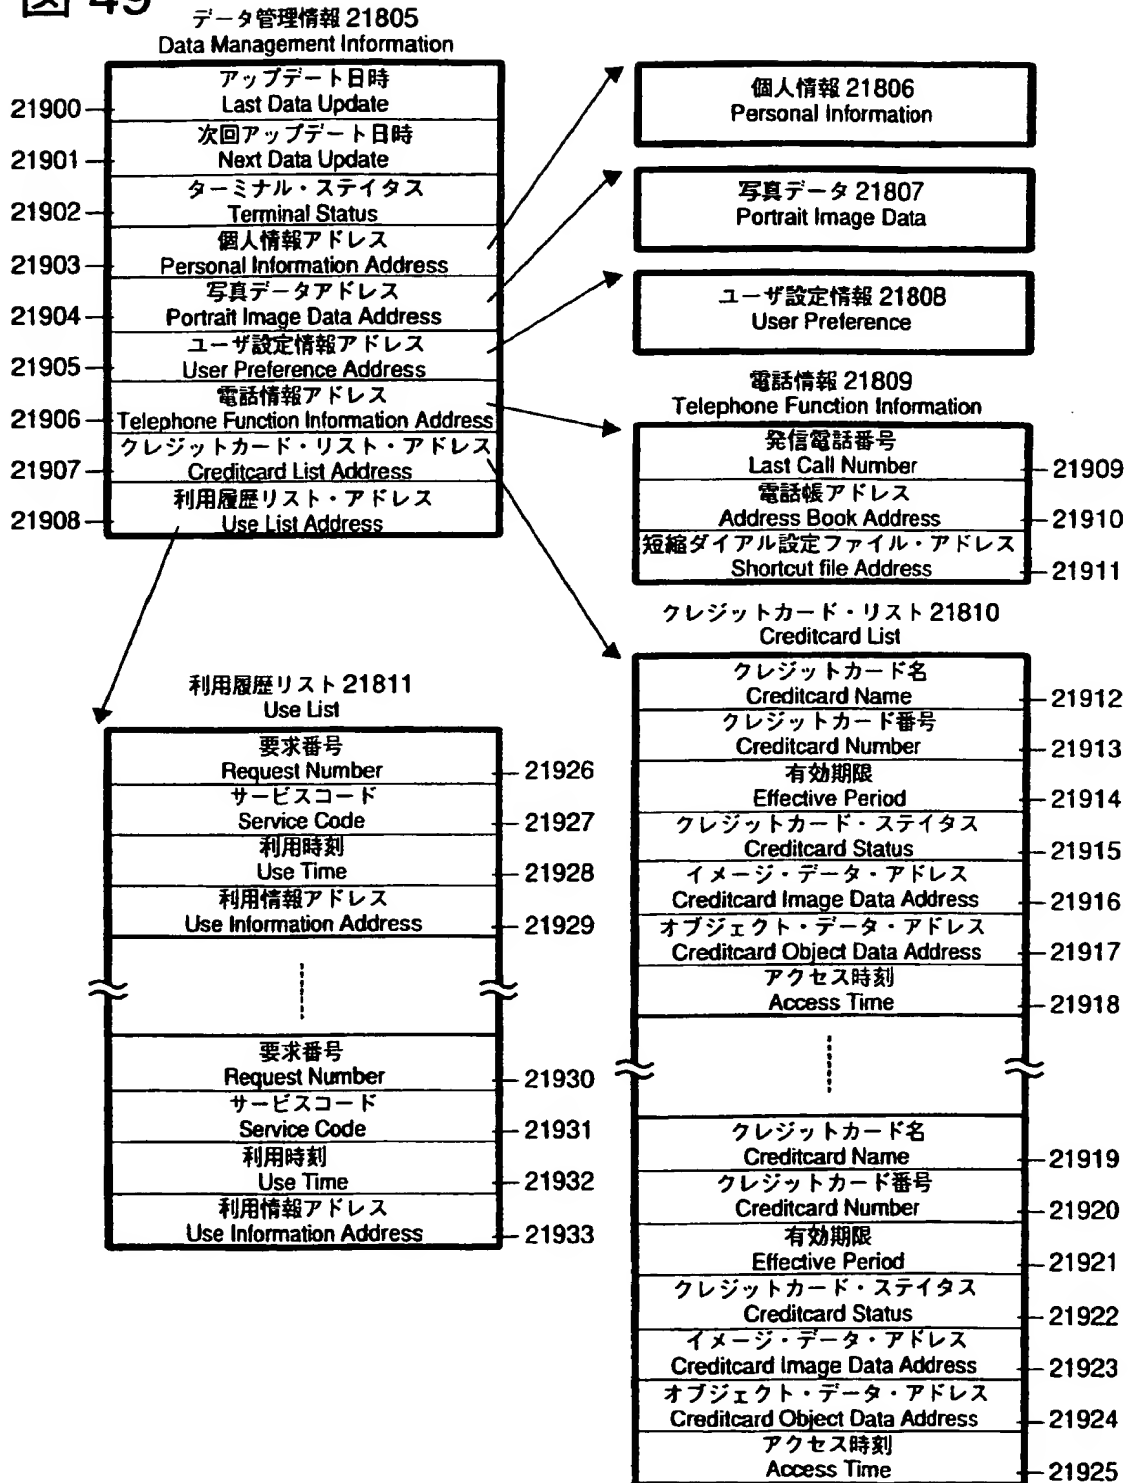 図 49
データ管理情報 21805
Data Management Information
アップデート日時
Last Data Update
21900
次回アップデート日時
Next Data Update
21901
ターミナル・ステイタス
Terminal Status
21902
個人情報アドレス
Personal Information Address
21903
写真データアドレス
Portrait Image Data Address
21904
ユーザ設定情報アドレス
User Preference Address
21905
電話情報アドレス
Telephone Function Information Address
21906
クレジットカード・リスト・アドレス
Creditcard List Address
21907
利用履歴リスト・アドレス
Use List Address
21908
個人情報 21806
Personal Information
写真データ 21807
Portrait Image Data
ユーザ設定情報 21808
User Preference
電話情報 21809
Telephone Function Information
発信電話番号
Last Call Number
21909
電話帳アドレス
Address Book Address
21910
短縮ダイアル設定ファイル・アドレス
Shortcut file Address
21911
クレジットカード・リスト 21810
Creditcard List
クレジットカード名
Creditcard Name
21912
クレジットカード番号
Creditcard Number
21913
有効期限
Effective Period
21914
クレジットカード・ステイタス
Creditcard Status
21915
イメージ・データ・アドレス
Creditcard Image Data Address
21916
オブジェクト・データ・アドレス
Creditcard Object Data Address
21917
アクセス時刻
Access Time
21918
クレジットカード名
Creditcard Name
21919
クレジットカード番号
Creditcard Number
21920
有効期限
Effective Period
21921
クレジットカード・ステイタス
Creditcard Status
21922
イメージ・データ・アドレス
Creditcard Image Data Address
21923
オブジェクト・データ・アドレス
Creditcard Object Data Address
21924
アクセス時刻
Access Time
21925
利用履歴リスト 21811
Use List
要求番号
Request Number
21926
サービスコード
Service Code
21927
利用時刻
Use Time
21928
利用情報アドレス
Use Information Address
21929
要求番号
Request Number
21930
サービスコード
Service Code
21931
利用時刻
Use Time
21932
利用情報アドレス
Use Information Address
21933